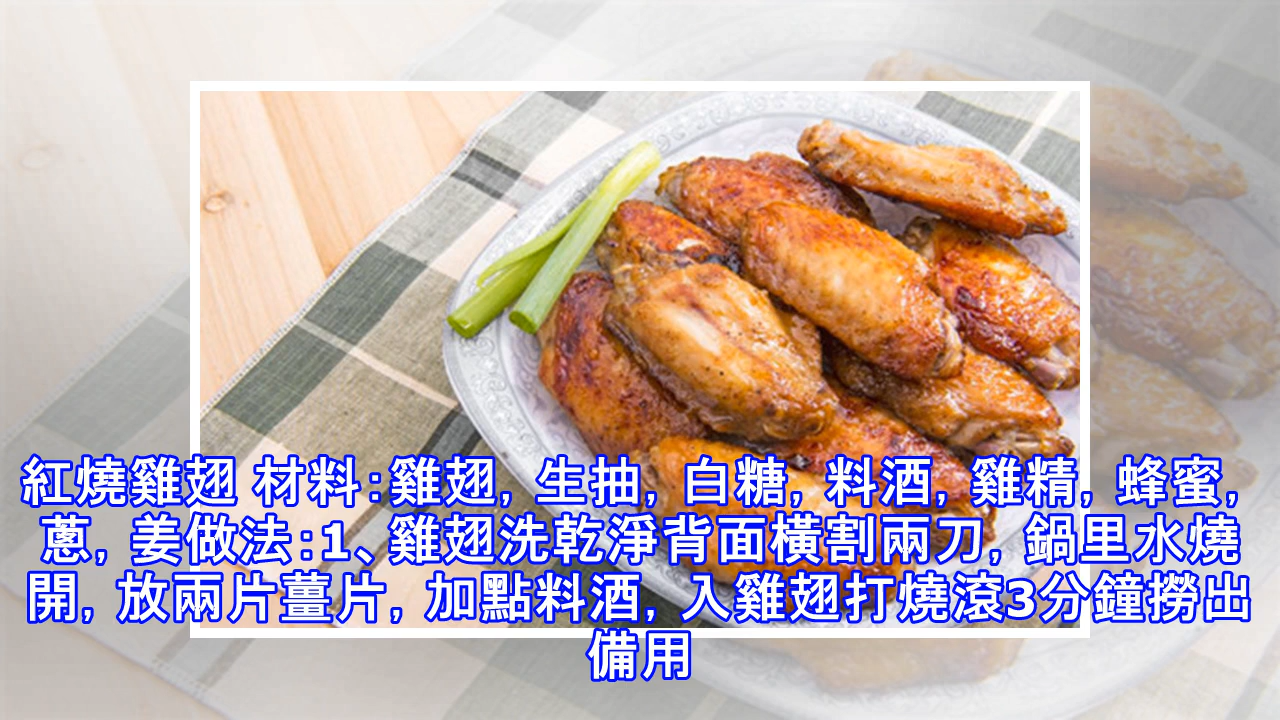 紅燒雞翅 材料:雞翅, 生抽, 白糖, 料酒, 雞精, 蜂蜜,
蔥, 姜做法:1、雞翅洗乾淨背面橫割兩刀, 鍋里水燒
開, 放兩片薑片, 加點料酒, 入雞翅打燒滾3分鐘撈出
備用